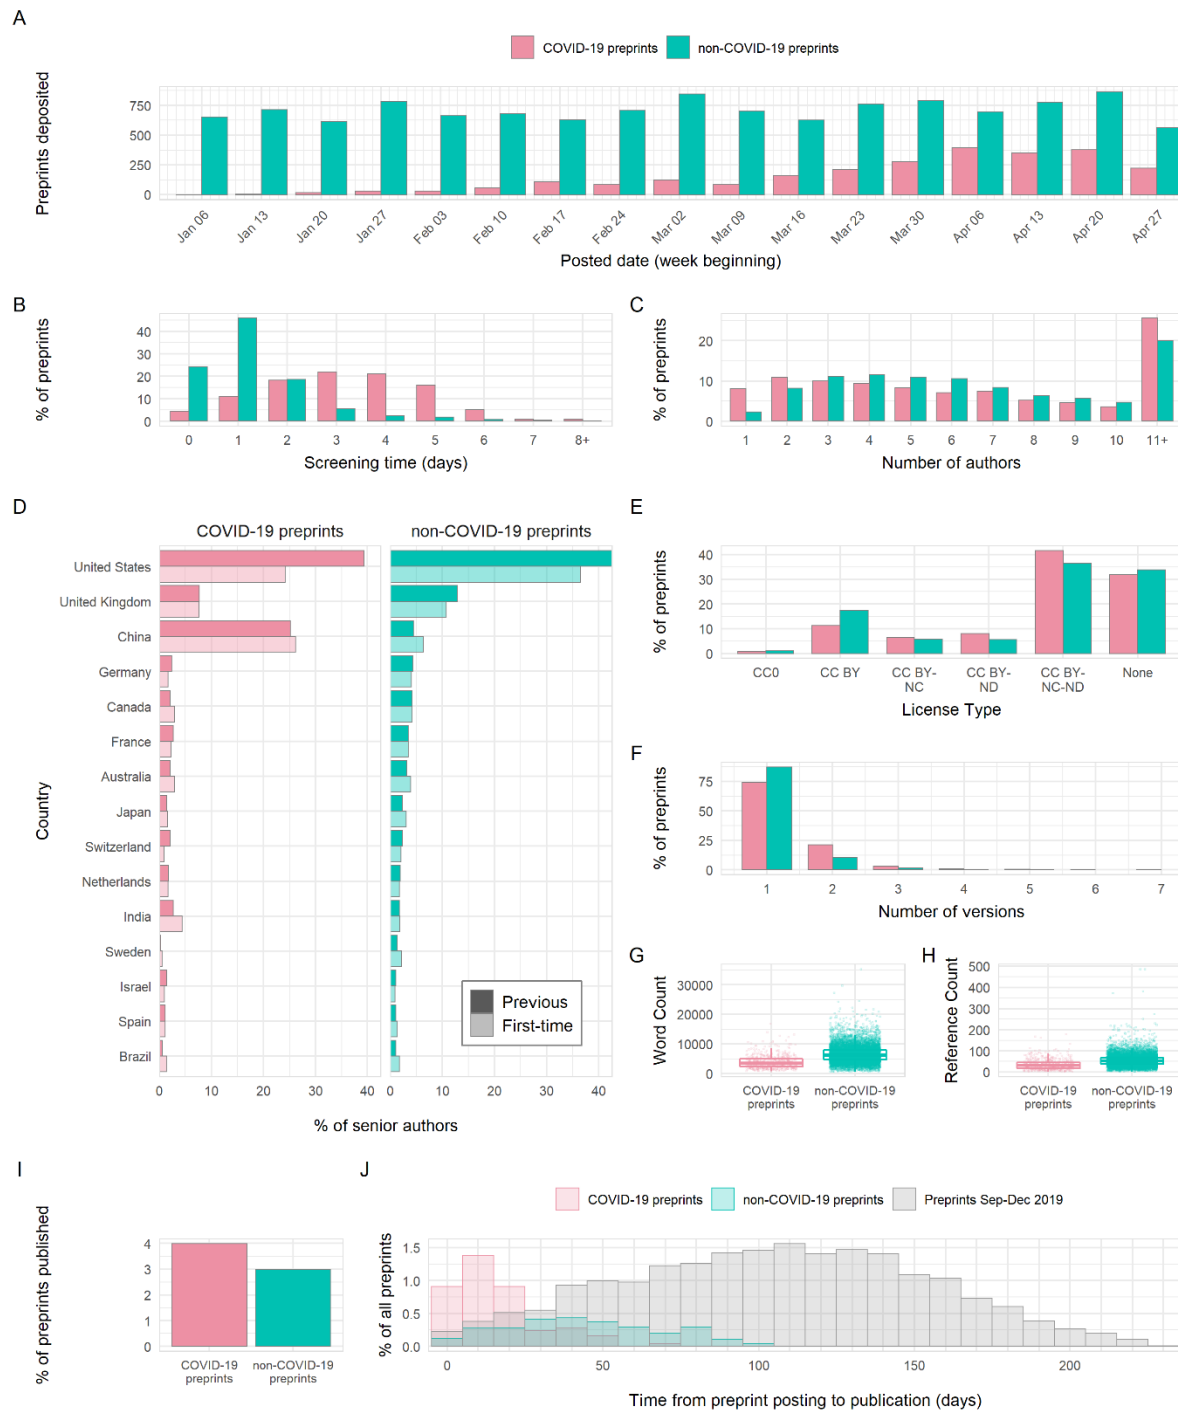 A
COVID-19 preprints non-COVID-19 preprints
Preprints deposited
750
500
250
0
Jan 06 Jan 13 Jan 20 Jan 27 Feb 03 Feb 10 Feb 17 Feb 24 Mar 02 Mar 09 Mar 16 Mar 23 Mar 30 Apr 06 Apr 13 Apr 20 Apr 27
Posted date (week beginning)
B
% of preprints
40
30
20
10
0
0 1 2 3 4 5 6 7 8+
Screening time (days)
C
% of preprints
20
10
0
1 2 3 4 5 6 7 8 9 10 11+
Number of authors
D
COVID-19 preprints non-COVID-19 preprints
Country
United States
United Kingdom
China
Germany
Canada
France
Australia
Japan
Switzerland
Netherlands
India
Sweden
Israel
Spain
Brazil
Previous
First-time
0 10 20 30 40 0 10 20 30 40
% of senior authors
E
% of preprints
40
30
20
10
0
CC0 CC BY CC BY-NC CC BY-ND CC BY-NC-ND None
License Type
F
% of preprints
75
50
25
0
1 2 3 4 5 6 7
Number of versions
G
Word Count
30000
20000
10000
0
COVID-19 non-COVID-19
preprints preprints
H
Reference Count
500
400
300
200
100
0
COVID-19 non-COVID-19
preprints preprints
I
% of preprints published
4
3
2
1
0
COVID-19 non-COVID-19
preprints preprints
J
COVID-19 preprints non-COVID-19 preprints Preprints Sep-Dec 2019
% of all preprints
1.5
1.0
0.5
0.0
0 50 100 150 200
Time from preprint posting to publication (days)